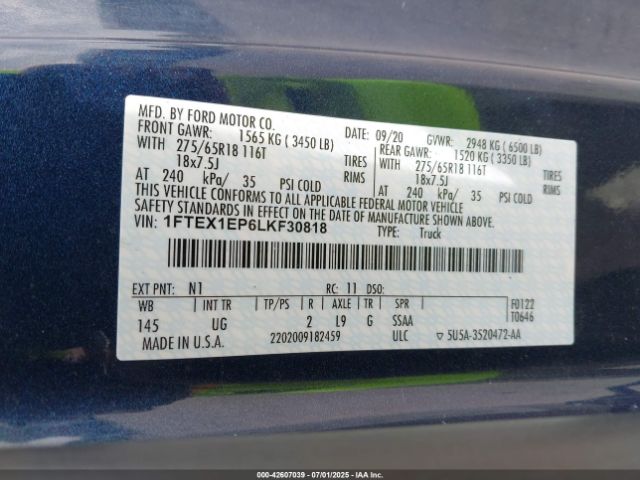 MFD. BY FORD MOTOR CO.
DATE: 09/20 GVWR: 2948 KG ( 6500 LB)
FRONT GAWR: 1565 KG ( 3450 LB) REAR GAWR: 1520 KG ( 3350 LB)
WITH 275/65R18 116T TIRES WITH 275/65R18 116T TIRES
18x7.5J RIMS 18x7.5J RIMS
AT 240 kPa/ 35 PSI COLD AT 240 kPa/ 35 PSI COLD
THIS VEHICLE CONFORMS TO ALL APPLICABLE FEDERAL MOTOR VEHICLE
SAFETY STANDARDS IN EFFECT ON THE DATE OF MANUFACTURE SHOWN ABOVE.
VIN: 1FTEX1EP6LKF30818 TYPE: Truck
EXT PNT: N1 RC: 11 DSO:
WB INT TR TP/PS R AXLE TR SPR F0122
145 UG 2 L9 G SSAA T0646
MADE IN U.S.A. 2202009182459 ULC ▽ 5U5A-3520472-AA
000-42607039 | 07/01/2025 - IAA